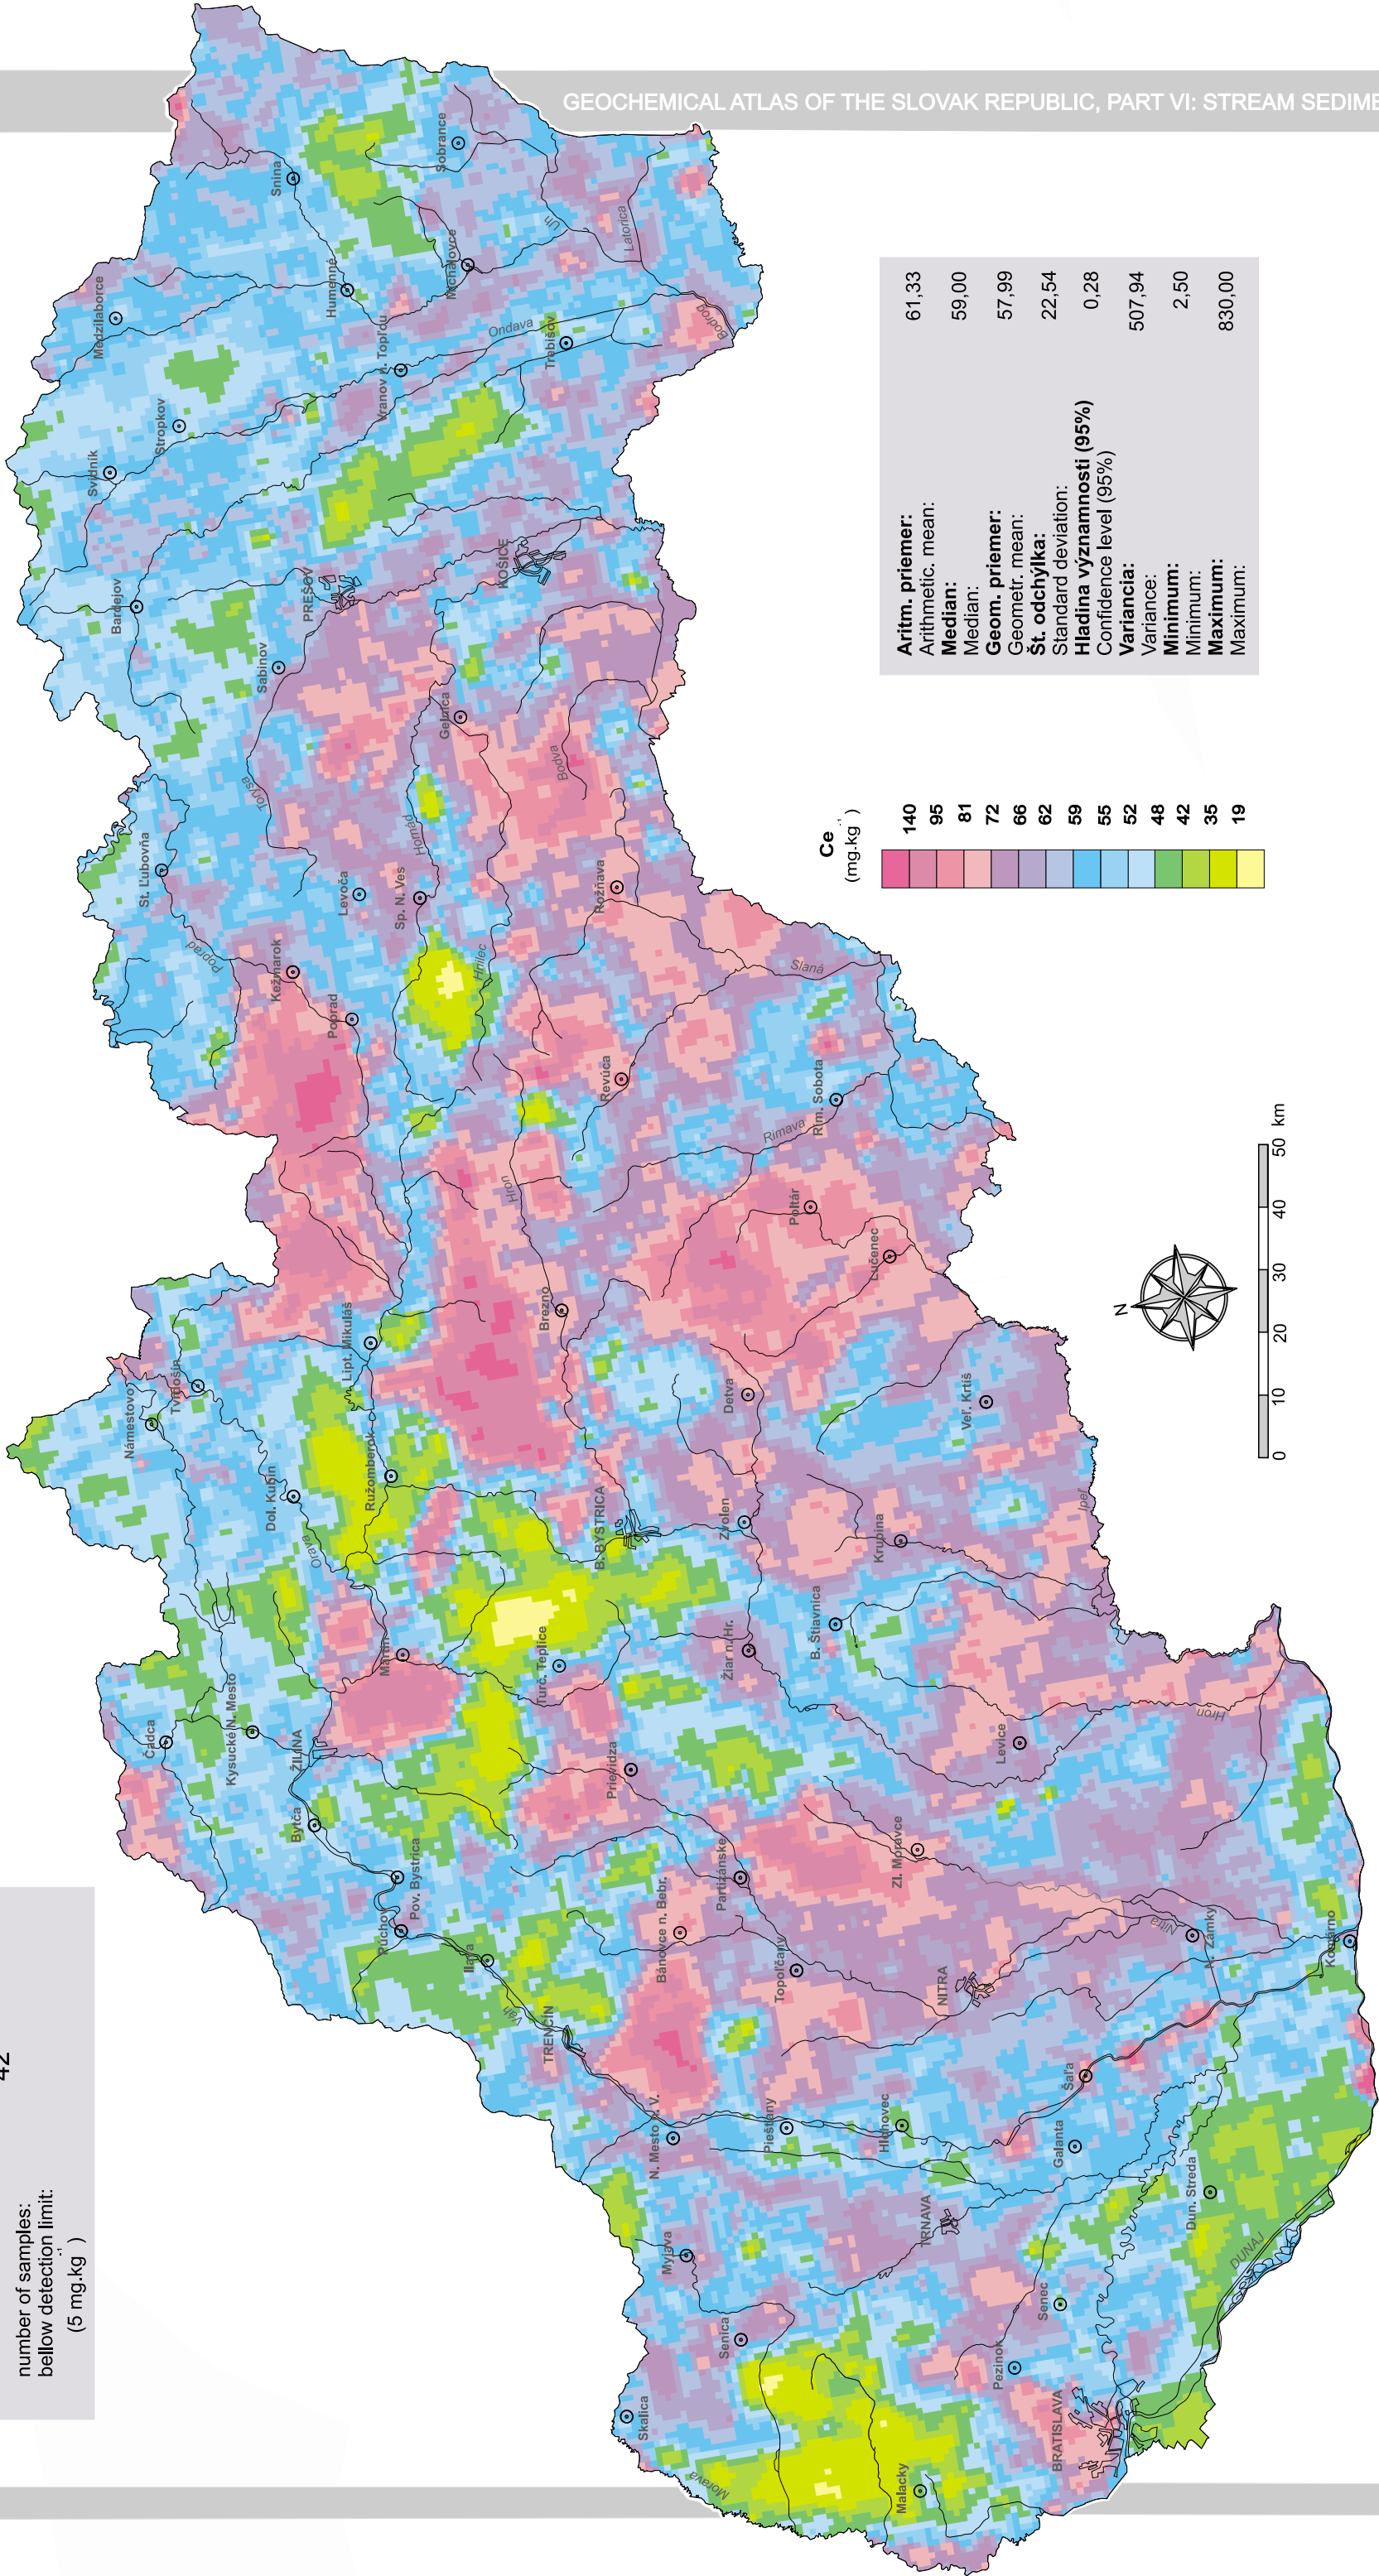 GEOCHEMICAL ATLAS OF THE SLOVAK REPUBLIC, PART VI: STREAM SEDIME
42
number of samples:
bellow detection limit:
(5 mg.kg-1)
Skalica
Senica
Malacky
Myjava
Morava
BRATISLAVA
Pezinok
Senec
TRNAVA
DUNAJ
Dun. Streda
Galanta
Šaľa
Hlohovec
Piešťany
N. Mesto n. V.
TRENČÍN
Váh
Ilava
Púchov
Pov. Bystrica
Bytča
ŽILINA
Kysucké N. Mesto
Čadca
Bánovce n. Bebr.
Topoľčany
Partizánske
NITRA
Nitra
N. Zámky
Komárno
Zl. Moravce
Prievidza
Levice
Hron
Martin
Turč. Teplice
Žiar n. Hr.
B. Štiavnica
Krupina
Zvolen
B. BYSTRICA
Orava
Dol. Kubín
Ružomberok
Námestovo
Tvrdošín
Lipt. Mikuláš
Brezno
Detva
Veľ. Krtíš
Ipeľ
Lučenec
Poltár
Rimava
Rim. Sobota
Hron
Revúca
Slaná
Rožňava
Poprad
Kežmarok
Poprad
Hnilec
Sp. N. Ves
Levoča
Hornád
St. Ľubovňa
Torysa
Gelnica
Bodva
Sabinov
PREŠOV
KOŠICE
Bardejov
Svidník
Stropkov
Medzilaborce
Humenné
Vranov n. Topľou
Ondava
Trebišov
Michalovce
Bodrog
Latorica
Uh
Sobrance
Snina
Ce
(mg.kg-1)
140
95
81
72
66
62
59
55
52
48
42
35
19
Aritm. priemer:
Arithmetic. mean: 61,33
Median:
Median: 59,00
Geom. priemer:
Geometr. mean: 57,99
Št. odchýlka:
Standard deviation: 22,54
Hladina významnosti (95%)
Confidence level (95%) 0,28
Variancia:
Variance: 507,94
Minimum:
Minimum: 2,50
Maximum:
Maximum: 830,00
N
0 10 20 30 40 50 km